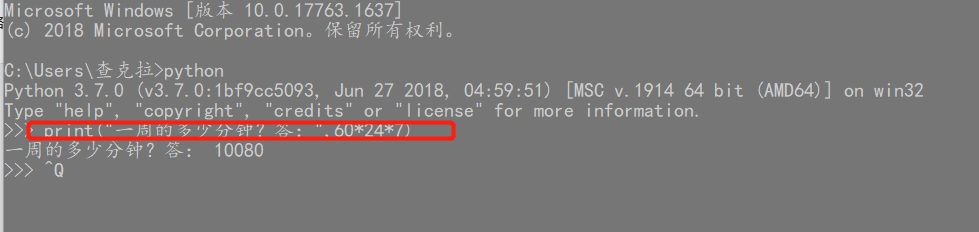 Microsoft Windows [版本 10.0.17763.1637]
(c) 2018 Microsoft Corporation。保留所有权利。
C:\Users\查克拉>python
Python 3.7.0 (v3.7.0:1bf9cc5093, Jun 27 2018, 04:59:51) [MSC v.1914 64 bit (AMD64)] on win32
Type "help", "copyright", "credits" or "license" for more information.
>>> print("一周的多少分钟？答：",60*24*7)
一周的多少分钟？答： 10080
>>> ^Q